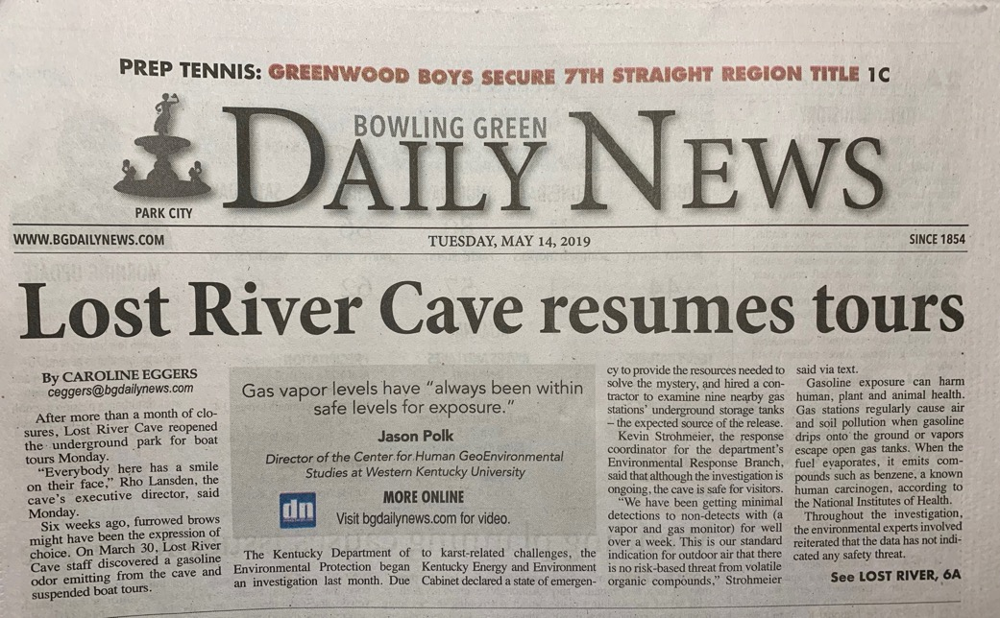 PREP TENNIS: GREENWOOD BOYS SECURE 7TH STRAIGHT REGION TITLE 1C
BOWLING GREEN
DAILY NEWS
PARK CITY
WWW.BGDAILYNEWS.COM
TUESDAY, MAY 14, 2019
SINCE 1854
Lost River Cave resumes tours
By CAROLINE EGGERS
ceggers@bgdailynews.com
After more than a month of clo-
sures, Lost River Cave reopened
the underground park for boat
tours Monday.
“Everybody here has a smile
on their face,” Rho Lansden, the
cave’s executive director, said
Monday.
Six weeks ago, furrowed brows
might have been the expression of
choice. On March 30, Lost River
Cave staff discovered a gasoline
odor emitting from the cave and
suspended boat tours.
Gas vapor levels have “always been within
safe levels for exposure.”
Jason Polk
Director of the Center for Human GeoEnvironmental
Studies at Western Kentucky University
dn
MORE ONLINE
Visit bgdailynews.com for video.
The Kentucky Department of
Environmental Protection began
an investigation last month. Due
to karst-related challenges, the
Kentucky Energy and Environment
Cabinet declared a state of emergen-
cy to provide the resources needed to
solve the mystery, and hired a con-
tractor to examine nine nearby gas
stations’ underground storage tanks
– the expected source of the release.
Kevin Strohmeier, the response
coordinator for the department’s
Environmental Response Branch,
said that although the investigation is
ongoing, the cave is safe for visitors.
“We have been getting minimal
detections to non-detects with (a
vapor and gas monitor) for well
over a week. This is our standard
indication for outdoor air that there
is no risk-based threat from volatile
organic compounds,” Strohmeier
said via text.
Gasoline exposure can harm
human, plant and animal health.
Gas stations regularly cause air
and soil pollution when gasoline
drips onto the ground or vapors
escape open gas tanks. When the
fuel evaporates, it emits com-
pounds such as benzene, a known
human carcinogen, according to
the National Institutes of Health.
Throughout the investigation,
the environmental experts involved
reiterated that the data has not indi-
cated any safety threat.
See LOST RIVER, 6A